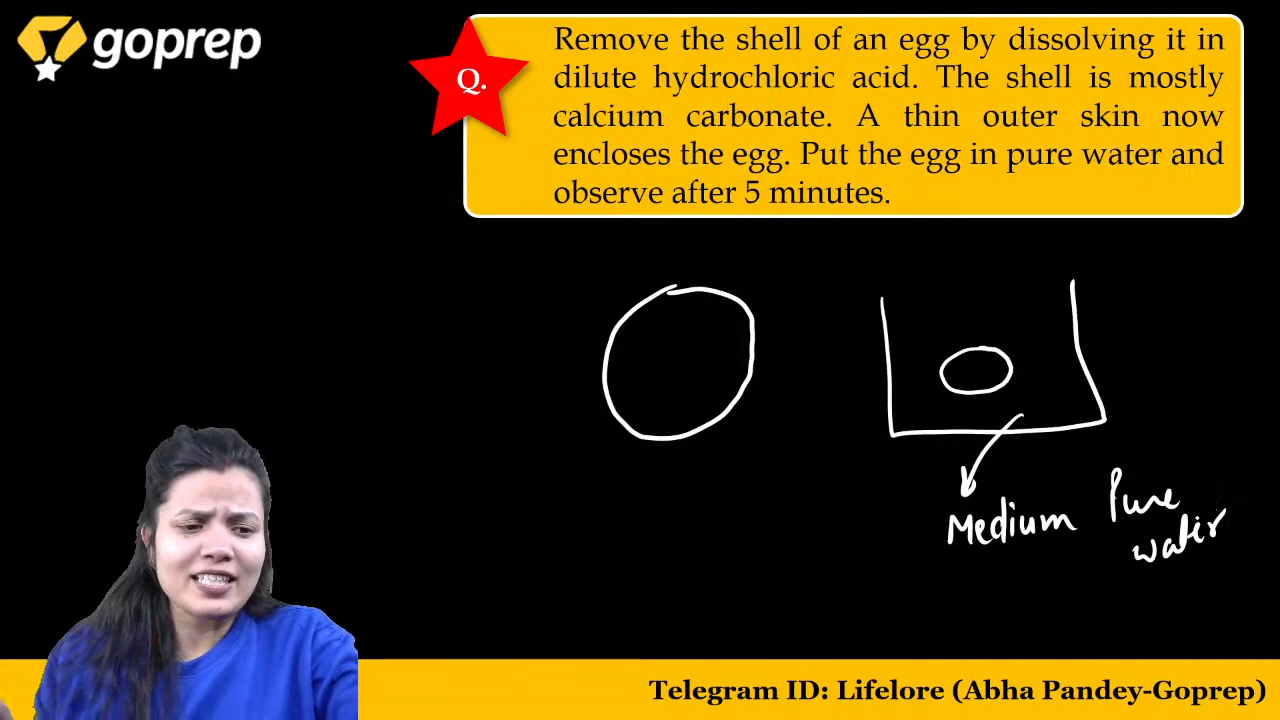 goprep
Q.
Remove the shell of an egg by dissolving it in
dilute hydrochloric acid. The shell is mostly
calcium carbonate. A thin outer skin now
encloses the egg. Put the egg in pure water and
observe after 5 minutes.
Medium Pure
water
Telegram ID: Lifelore (Abha Pandey-Goprep)